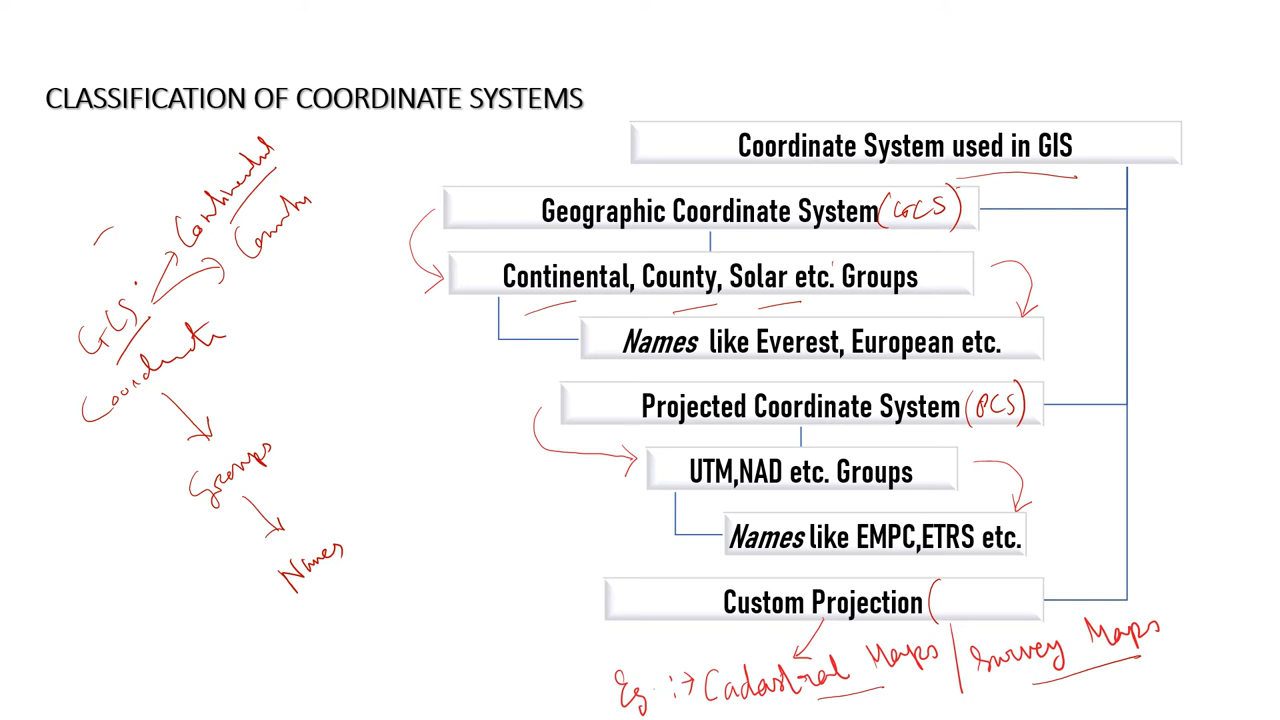 CLASSIFICATION OF COORDINATE SYSTEMS
Coordinate System used in GIS
Geographic Coordinate System (GCS)
Continental, County, Solar etc. Groups
Names like Everest, European etc.
Projected Coordinate System (PCS)
UTM,NAD etc. Groups
Names like EMPC,ETRS etc.
Custom Projection (
Eg :→ Cadastral Maps | Survey Maps
Continental
GCS
Coordinate
Groups
Names